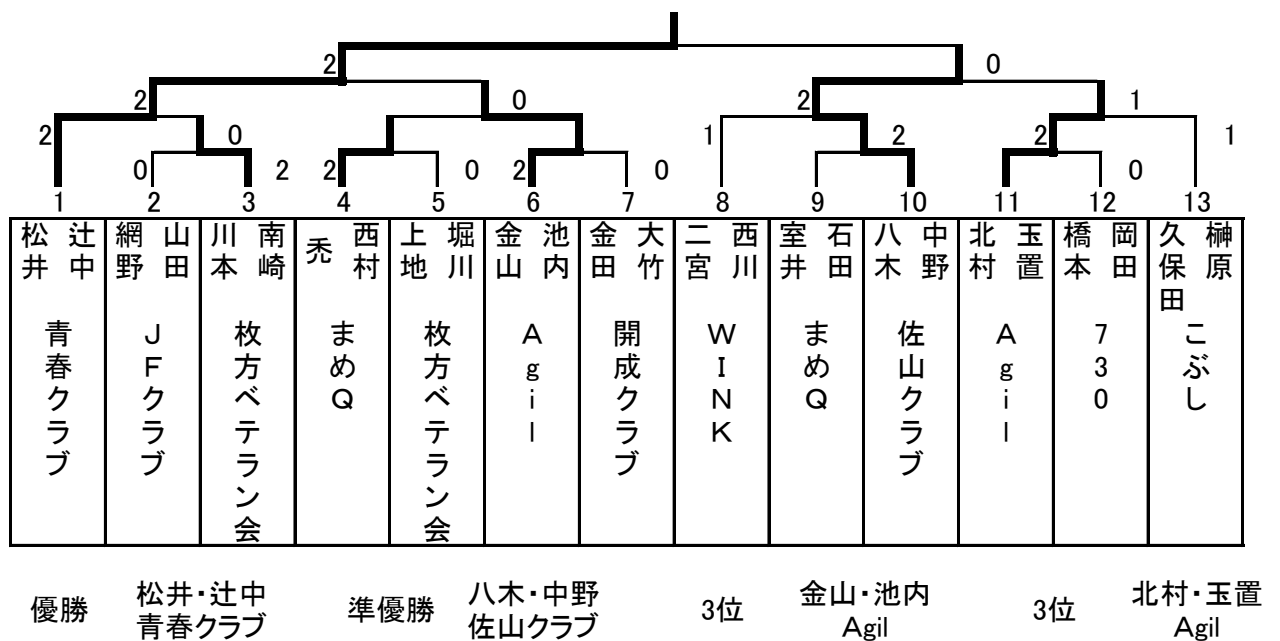 2 0
2 0 2 1
2 0 1 2 2 1
0 2 2 0 2 0 0
1 2 3 4 5 6 7 8 9 10 11 12 13
松井 辻中
青春クラブ
網野 山田
JFクラブ
川本 南崎
枚方ベテラン会
禿 西村
まめQ
上地 堀川
枚方ベテラン会
金山 池内
Agil
金田 大竹
開成クラブ
二宮 西川
WINK
室井 石田
まめQ
八木 中野
佐山クラブ
北村 玉置
Agil
橋本 岡田
730
久保田 榊原
こぶし
優勝 松井・辻中 準優勝 八木・中野 3位 金山・池内 3位 北村・玉置
青春クラブ 佐山クラブ Agil Agil